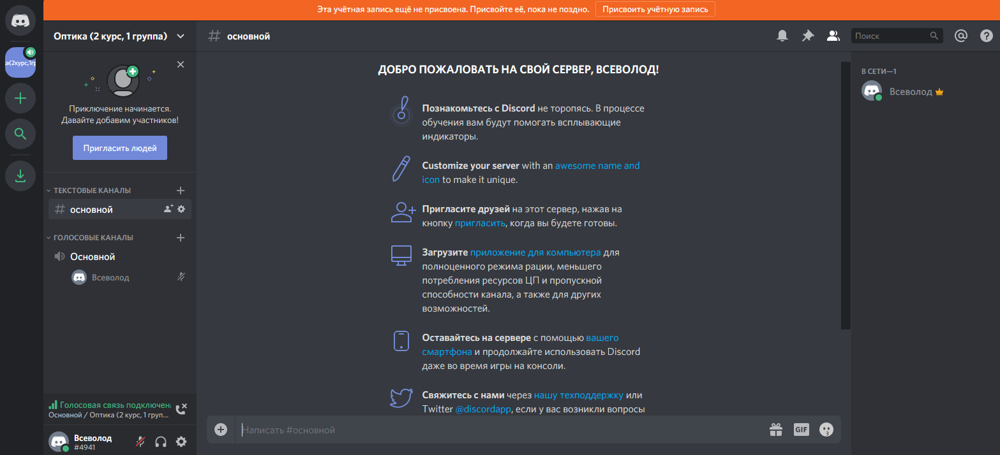 Эта учётная запись ещё не присвоена. Присвойте её, пока не поздно.
Присвоить учётную запись
а(2курс,1гр
Оптика (2 курс, 1 группа)
Приключение начинается.
Давайте добавим участников!
Пригласить людей
ТЕКСТОВЫЕ КАНАЛЫ
основной
ГОЛОСОВЫЕ КАНАЛЫ
Основной
Всеволод
Голосовая связь подключена
Основной / Оптика (2 курс, 1 груп...
Всеволод
#4941
# основной
Поиск
ДОБРО ПОЖАЛОВАТЬ НА СВОЙ СЕРВЕР, ВСЕВОЛОД!
Познакомьтесь с Discord не торопясь. В процессе
обучения вам будут помогать всплывающие
индикаторы.
Customize your server with an awesome name and
icon to make it unique.
Пригласите друзей на этот сервер, нажав на
кнопку пригласить, когда вы будете готовы.
Загрузите приложение для компьютера для
полноценного режима рации, меньшего
потребления ресурсов ЦП и пропускной
способности канала, а также для других
возможностей.
Оставайтесь на сервере с помощью вашего
смартфона и продолжайте использовать Discord
даже во время игры на консоли.
Свяжитесь с нами через нашу техподдержку или
Twitter @discordapp, если у вас возникли вопросы
Написать #основной
GIF
В СЕТИ—1
Всеволод